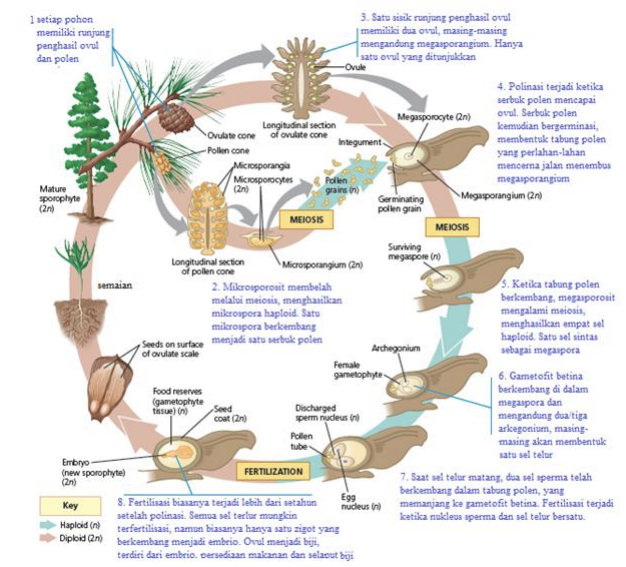 1 setiap pohon
memiliki runjung
penghasil ovul
dan polen
3. Satu sisik runjung penghasil ovul
memiliki dua ovul, masing-masing
mengandung megasporangium. Hanya
satu ovul yang ditunjukkan
Ovule
4. Polinasi terjadi ketika
serbuk polen mencapai
ovul. Serbuk polen
kemudian bergerminasi,
membentuk tabung polen
yang perlahan-lahan
mencerna jalan menembus
megasporangium
Longitudinal section
of ovulate cone
Megasporocyte (2n)
Integument
Ovulate cone
Pollen cone
Microsporangia
Microsporocytes
(2n)
Pollen
grains (n)
MEIOSIS
Mature
sporophyte
(2n)
Germinating
pollen grain
Megasporangium (2n)
MEIOSIS
Longitudinal section
of pollen cone
Microsporangium (2n)
Surviving
megaspore (n)
semaian
2. Mikrosporosit membelah
melalui meiosis, menghasilkan
mikrospora haploid. Satu
mikrospora berkembang
menjadi satu serbuk polen
5. Ketika tabung polen
berkembang, megasporosit
mengalami meiosis,
menghasilkan empat sel
haploid. Satu sel sintas
sebagai megaspora
Seeds on surface
of ovulate scale
Archegonium
Female
gametophyte
6. Gametofit betina
berkembang di dalam
megaspora dan
mengandung dua/tiga
arkegonium, masing-
masing akan membentuk
satu sel telur
Food reserves
(gametophyte
tissue) (n)
Seed
coat (2n)
Discharged
sperm nucleus (n)
Pollen
tube
Embryo
(new sporophyte)
(2n)
FERTILIZATION
Egg
nucleus (n)
7. Saat sel telur matang, dua sel sperma telah
berkembang dalam tabung polen, yang
memanjang ke gametofit betina. Fertilisasi terjadi
ketika nukleus sperma dan sel telur bersatu.
Key
Haploid (n)
Diploid (2n)
8. Fertilisasi biasanya terjadi lebih dari setahun
setelah polinasi. Semua sel terlur mungkin
terfertilisasi, namun biasanya hanya satu zigot yang
berkembang menjadi embrio. Ovul menjadi biji,
terdiri dari embrio, persediaan makanan dan selaput biji